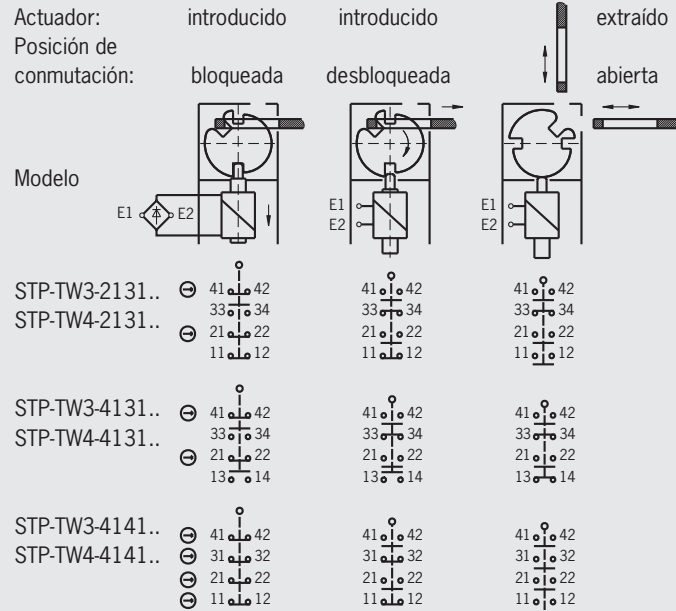 Actuador: introducido introducido extraído
Posición de
conmutación: bloqueada desbloqueada abierta
Modelo
E1 E2 E1 E1
E2 E2
STP-TW3-2131.. 41 42 41 42 41 42
STP-TW4-2131.. 33 34 33 34 33 34
21 22 21 22 21 22
11 12 11 12 11 12
STP-TW3-4131.. 41 42 41 42 41 42
STP-TW4-4131.. 33 34 33 34 33 34
21 22 21 22 21 22
13 14 13 14 13 14
STP-TW3-4141.. 41 42 41 42 41 42
STP-TW4-4141.. 31 32 31 32 31 32
21 22 21 22 21 22
11 12 11 12 11 12